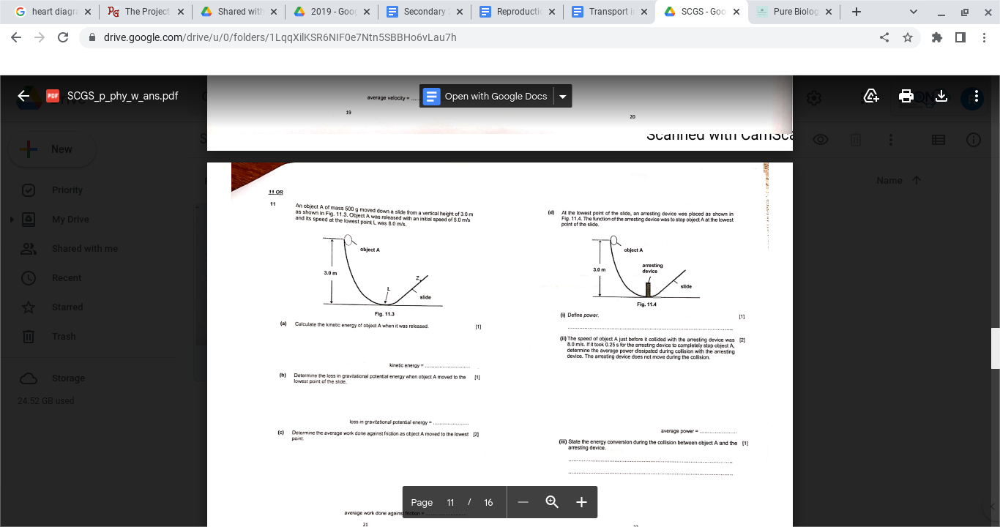 heart diagra
The Project
Shared with
2019 - Goog
Secondary
Reproductio
Transport in
SCGS - Goo
Pure Biolog
drive.google.com/drive/u/0/folders/1LqqXilKSR6NIF0e7Ntn5SBBHo6vLau7h
PDF
SCGS_p_phy_w_ans.pdf
Open with Google Docs
New
Priority
My Drive
Shared with me
Recent
Starred
Trash
Storage
24.52 GB used
Name
average velocity = ......
19
20
Scanned with CamSca
11 OR
11
An object A of mass 500 g moved down a slide from a vertical height of 3.0 m
as shown in Fig. 11.3. Object A was released with an initial speed of 5.0 m/s
and its speed at the lowest point L was 8.0 m/s.
object A
3.0 m
Z
L
slide
Fig. 11.3
(a) Calculate the kinetic energy of object A when it was released. [1]
kinetic energy = ........................
(b) Determine the loss in gravitational potential energy when object A moved to the [1]
lowest point of the slide.
loss in gravitational potential energy = ...................
(c) Determine the average work done against friction as object A moved to the lowest [2]
point.
average work done against friction = ......................
21
(d) At the lowest point of the slide, an arresting device was placed as shown in
Fig. 11.4. The function of the arresting device was to stop object A at the lowest
point of the slide.
object A
3.0 m
arresting
device
slide
Fig. 11.4
(i) Define power. [1]
(ii) The speed of object A just before it collided with the arresting device was [2]
8.0 m/s. If it took 0.25 s for the arresting device to completely stop object A,
determine the average power dissipated during collision with the arresting
device. The arresting device does not move during the collision.
average power = ....................
(iii) State the energy conversion during the collision between object A and the [1]
arresting device.
Page 11 / 16